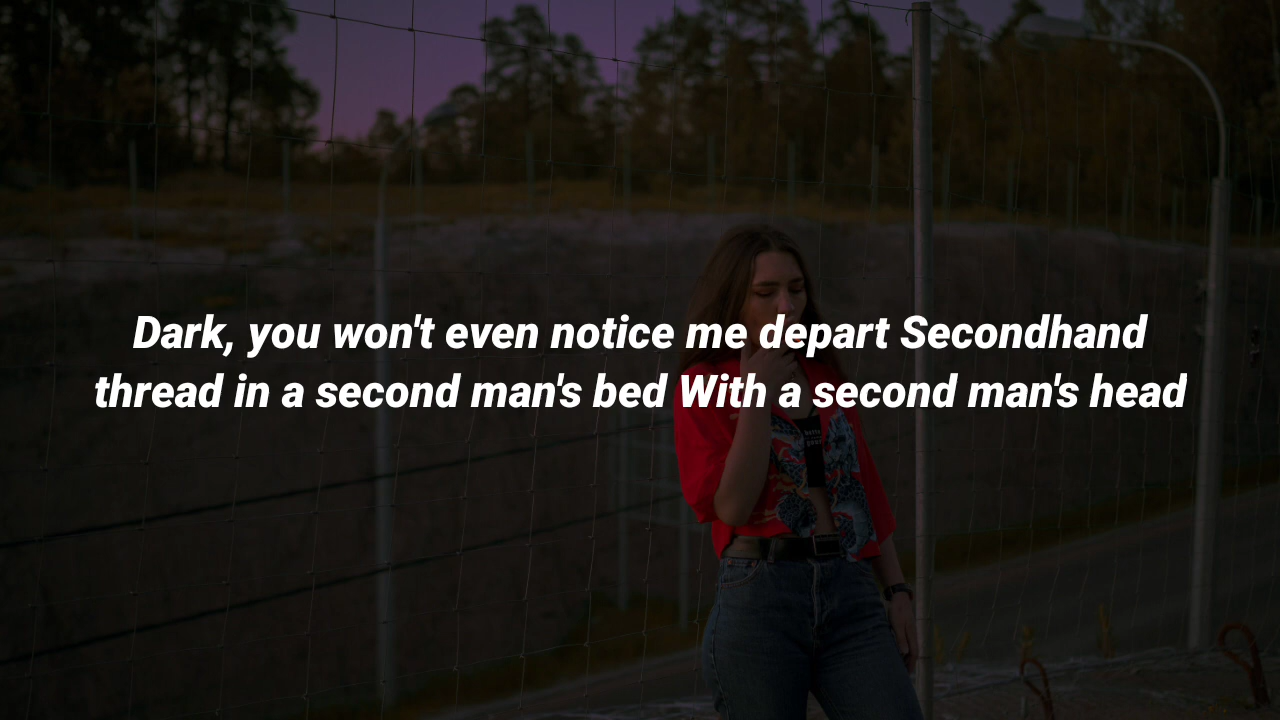 Dark, you won't even notice me depart Secondhand
thread in a second man's bed With a second man's head